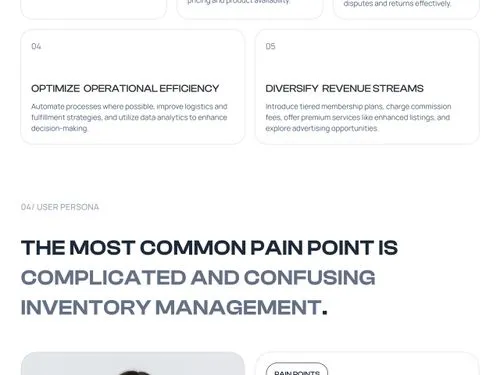 pricing and product availability.
disputes and returns effectively.
04
05
OPTIMIZE OPERATIONAL EFFICIENCY
DIVERSIFY REVENUE STREAMS
Automate processes where possible, improve logistics and
fulfillment strategies, and utilize data analytics to enhance
decision-making.
Introduce tiered membership plans, charge commission
fees, offer premium services like enhanced listings, and
explore advertising opportunities.
04/ USER PERSONA
THE MOST COMMON PAIN POINT IS
COMPLICATED AND CONFUSING
INVENTORY MANAGEMENT.
PAIN POINTS